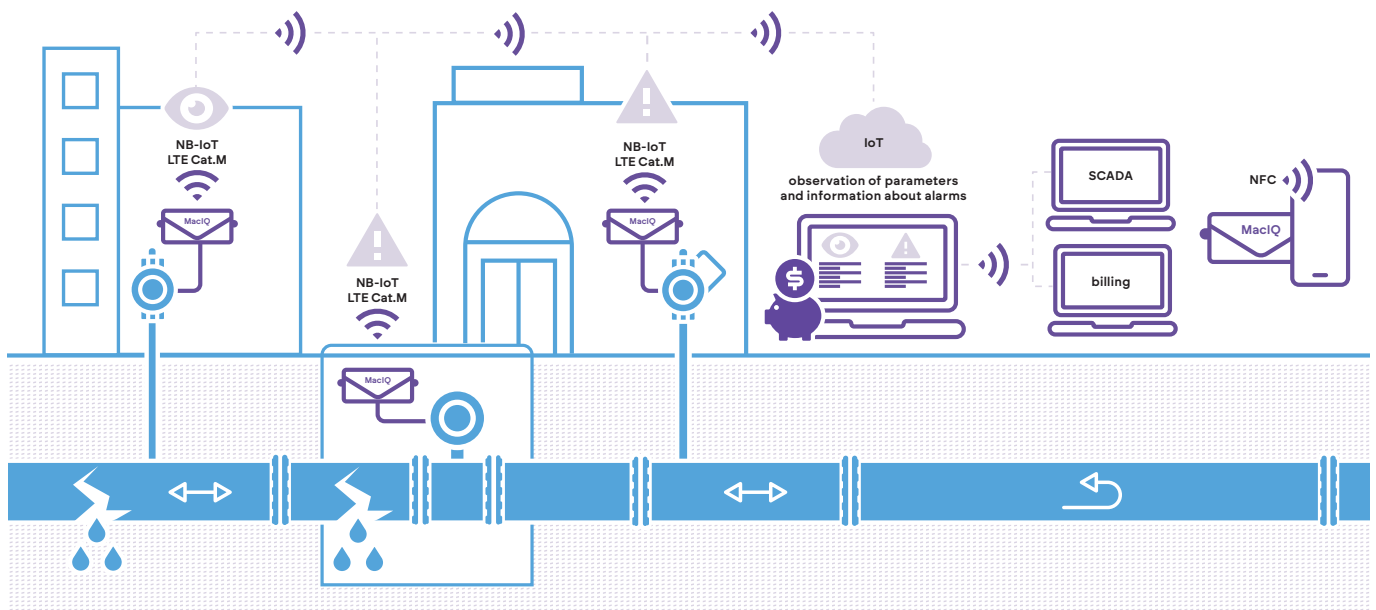 NB-IoT
LTE Cat.M
MacIQ
NB-IoT
LTE Cat.M
MacIQ
NB-IoT
LTE Cat.M
MacIQ
IoT
observation of parameters
and information about alarms
$
SCADA
billing
NFC
MacIQ